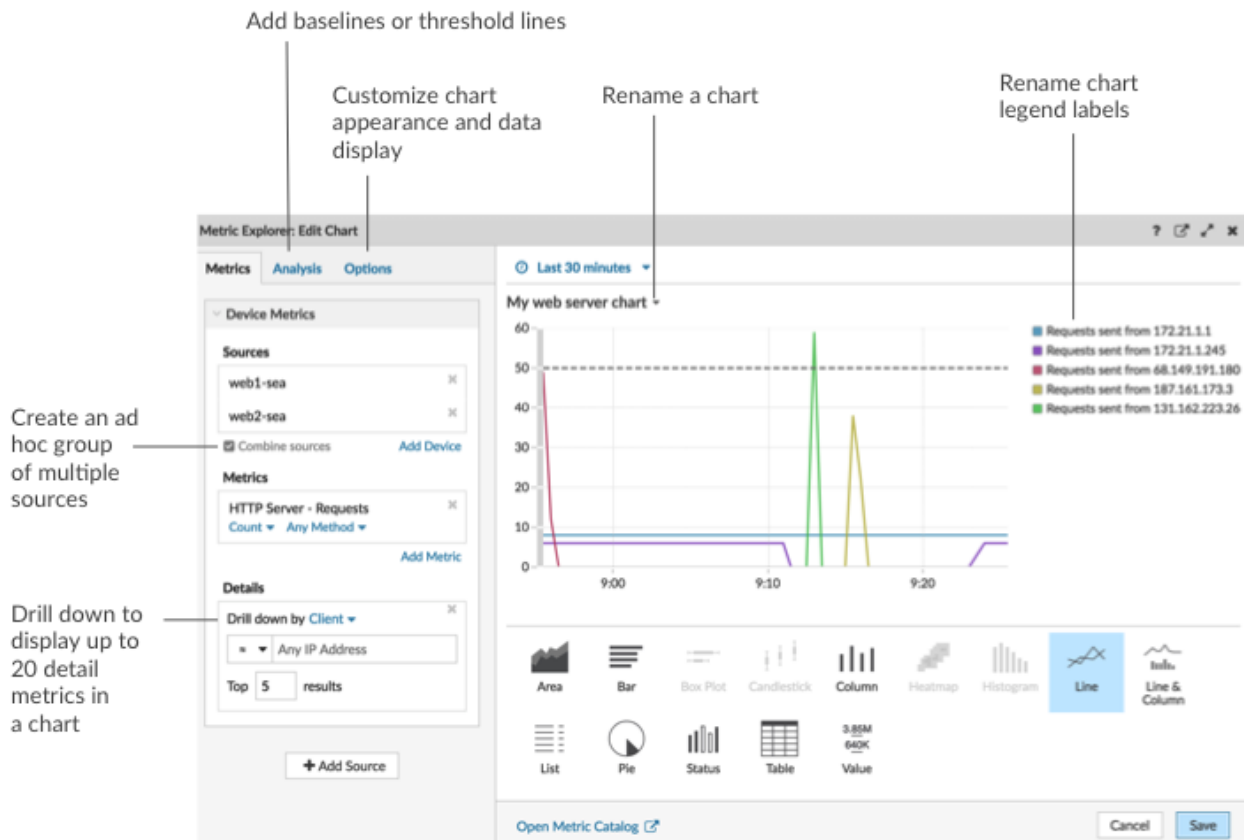 Add baselines or threshold lines
Customize chart
appearance and data
display
Rename a chart
Rename chart
legend labels
Metric Explorer: Edit Chart
?
Metrics
Analysis
Options
Last 30 minutes
Device Metrics
My web server chart
Sources
web1-sea
web2-sea
Combine sources
Add Device
Create an ad
hoc group
of multiple
sources
Metrics
HTTP Server - Requests
Count
Any Method
Add Metric
Details
Drill down by Client
= Any IP Address
Top 5 results
Drill down to
display up to
20 detail
metrics in
a chart
+ Add Source
60
50
40
30
20
10
0
9:00
9:10
9:20
Requests sent from 172.21.1.1
Requests sent from 172.21.1.245
Requests sent from 68.149.191.180
Requests sent from 187.161.173.3
Requests sent from 131.162.223.26
Area
Bar
Box Plot
Candlestick
Column
Heatmap
Histogram
Line
Line &
Column
List
Pie
Status
Table
3.85M
640K
Value
Open Metric Catalog
Cancel
Save